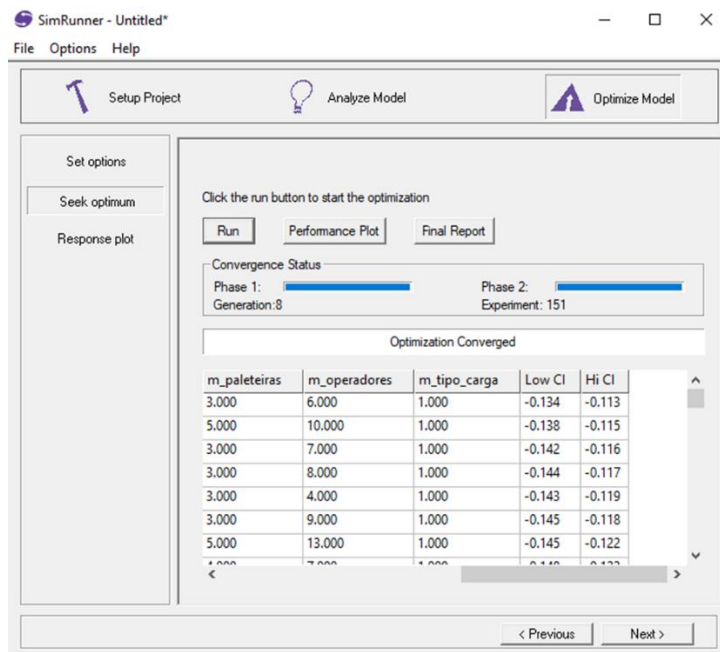 SimRunner - Untitled*
File Options Help
Setup Project Analyze Model Optimize Model
Set options
Seek optimum
Response plot
Click the run button to start the optimization
Run Performance Plot Final Report
Convergence Status
Phase 1: Phase 2:
Generation:8 Experiment: 151
Optimization Converged
m_paleteiras m_operadores m_tipo_carga Low CI Hi CI
3.000 6.000 1.000 -0.134 -0.113
5.000 10.000 1.000 -0.138 -0.115
3.000 7.000 1.000 -0.142 -0.116
3.000 8.000 1.000 -0.144 -0.117
3.000 4.000 1.000 -0.143 -0.119
3.000 9.000 1.000 -0.145 -0.118
5.000 13.000 1.000 -0.145 -0.122
< Previous Next >